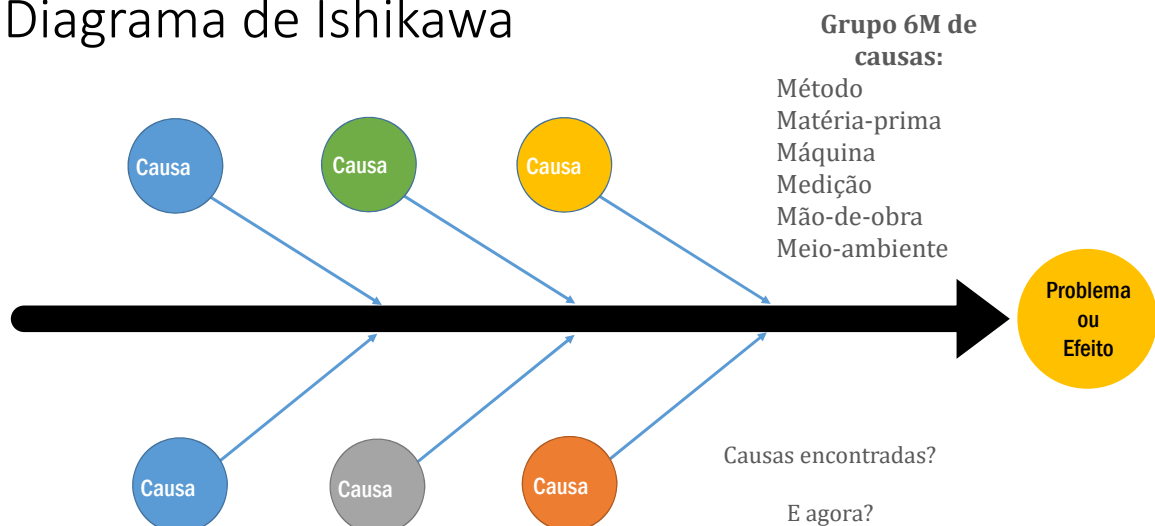 Diagrama de Ishikawa
Grupo 6M de
causas:
Método
Matéria-prima
Máquina
Medição
Mão-de-obra
Meio-ambiente
Causa
Causa
Causa
Problema
ou
Efeito
Causa
Causa
Causa
Causas encontradas?
E agora?